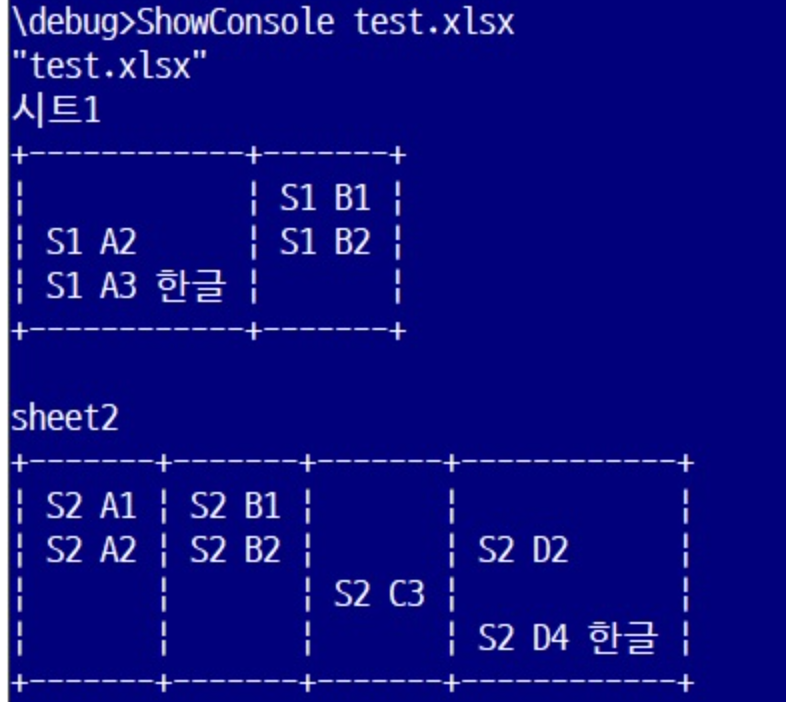 \debug>ShowConsole test.xlsx
"test.xlsx"
시트1
+------------+-------+
¦            ¦ S1 B1 ¦
¦ S1 A2      ¦ S1 B2 ¦
¦ S1 A3 한글 ¦       ¦
+------------+-------+
sheet2
+-------+-------+-------+------------+
¦ S2 A1 ¦ S2 B1 ¦       ¦            ¦
¦ S2 A2 ¦ S2 B2 ¦       ¦ S2 D2      ¦
¦       ¦       ¦ S2 C3 ¦            ¦
¦       ¦       ¦       ¦ S2 D4 한글 ¦
+-------+-------+-------+------------+